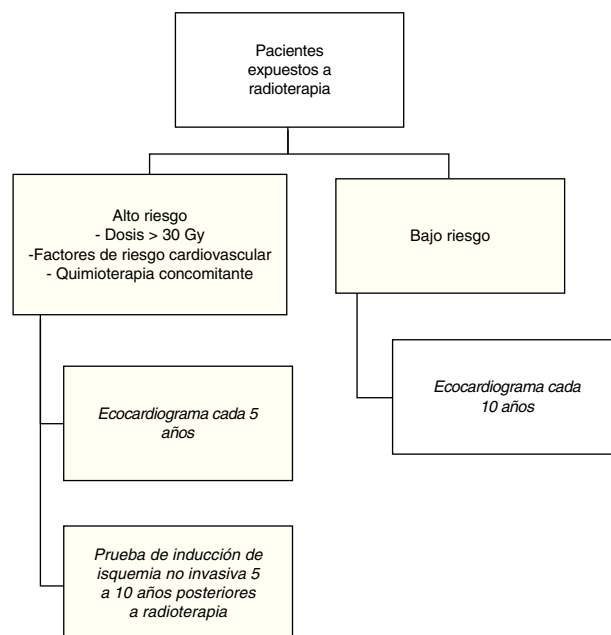 Pacientes
expuestos a
radioterapia
Alto riesgo
- Dosis > 30 Gy
-Factores de riesgo cardiovascular
- Quimioterapia concomitante
Bajo riesgo
Ecocardiograma cada 5
años
Ecocardiograma cada
10 años
Prueba de inducción de
isquemia no invasiva 5
a 10 años posteriores
a radioterapia